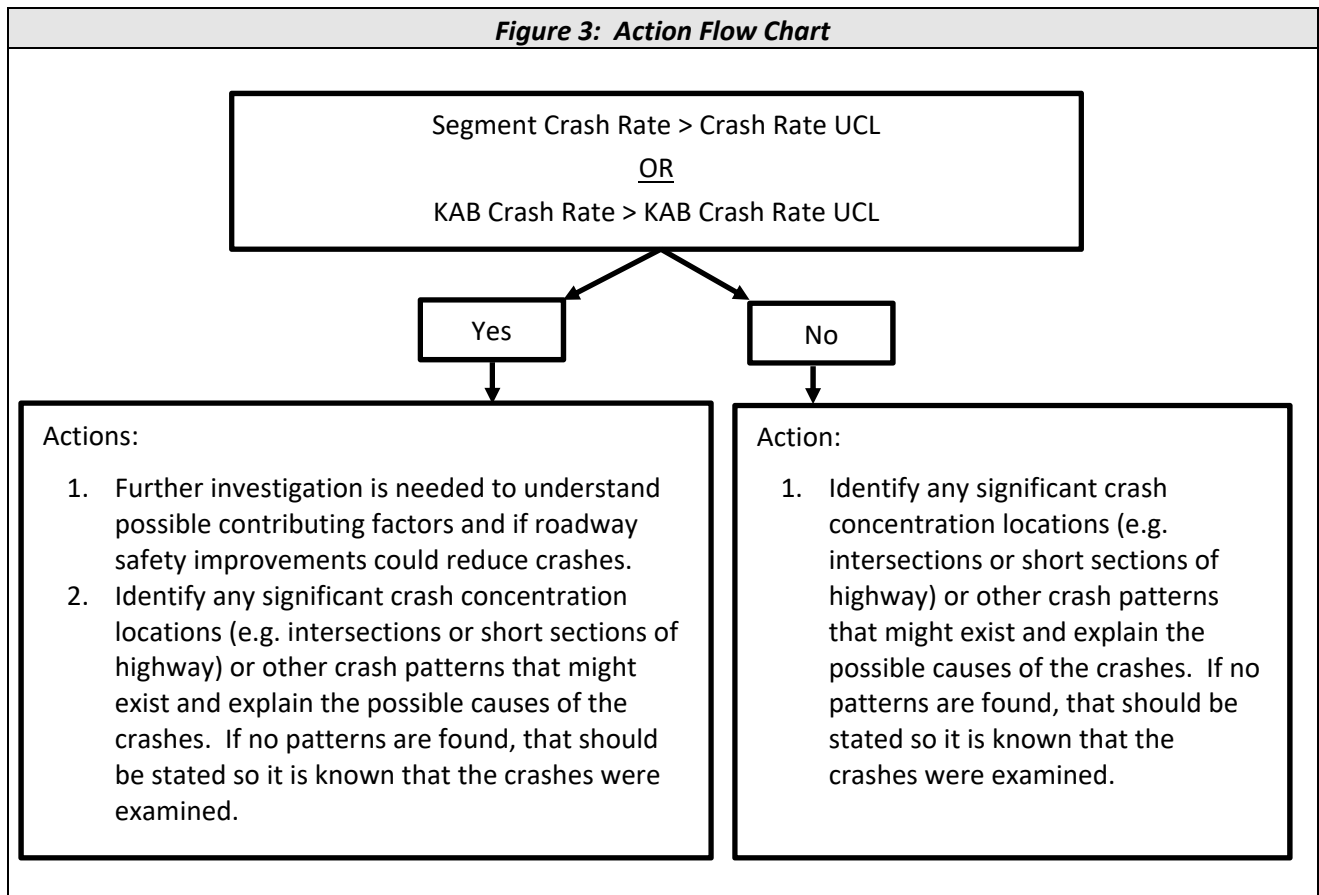 Figure 3: Action Flow Chart
Segment Crash Rate > Crash Rate UCL
OR
KAB Crash Rate > KAB Crash Rate UCL
Yes
No
Actions:
1. Further investigation is needed to understand
possible contributing factors and if roadway
safety improvements could reduce crashes.
2. Identify any significant crash concentration
locations (e.g. intersections or short sections of
highway) or other crash patterns that might
exist and explain the possible causes of the
crashes. If no patterns are found, that should
be stated so it is known that the crashes were
examined.
Action:
1. Identify any significant crash
concentration locations (e.g.
intersections or short sections of
highway) or other crash patterns
that might exist and explain the
possible causes of the crashes. If no
patterns are found, that should be
stated so it is known that the
crashes were examined.